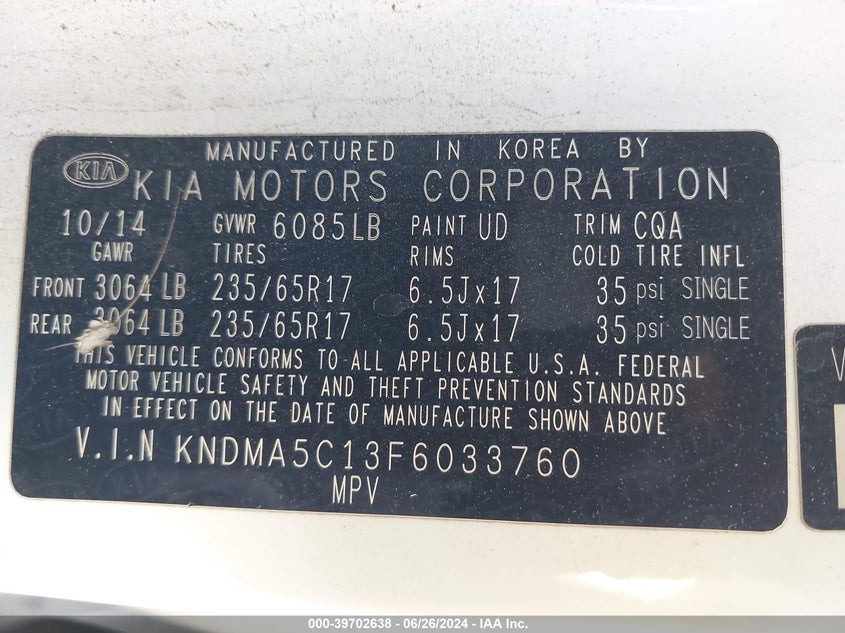 MANUFACTURED IN KOREA BY
KIA KIA MOTORS CORPORATION
10/14 GVWR 6085LB PAINT UD TRIM CQA
GAWR TIRES RIMS COLD TIRE INFL
FRONT 3064 LB 235/65R17 6.5Jx17 35 psi SINGLE
REAR 3064 LB 235/65R17 6.5Jx17 35 psi SINGLE
THIS VEHICLE CONFORMS TO ALL APPLICABLE U.S.A. FEDERAL
MOTOR VEHICLE SAFETY AND THEFT PREVENTION STANDARDS
IN EFFECT ON THE DATE OF MANUFACTURE SHOWN ABOVE
V.I.N KNDMA5C13F6033760
MPV
V
000-39702638 - 06/26/2024 - IAA Inc.